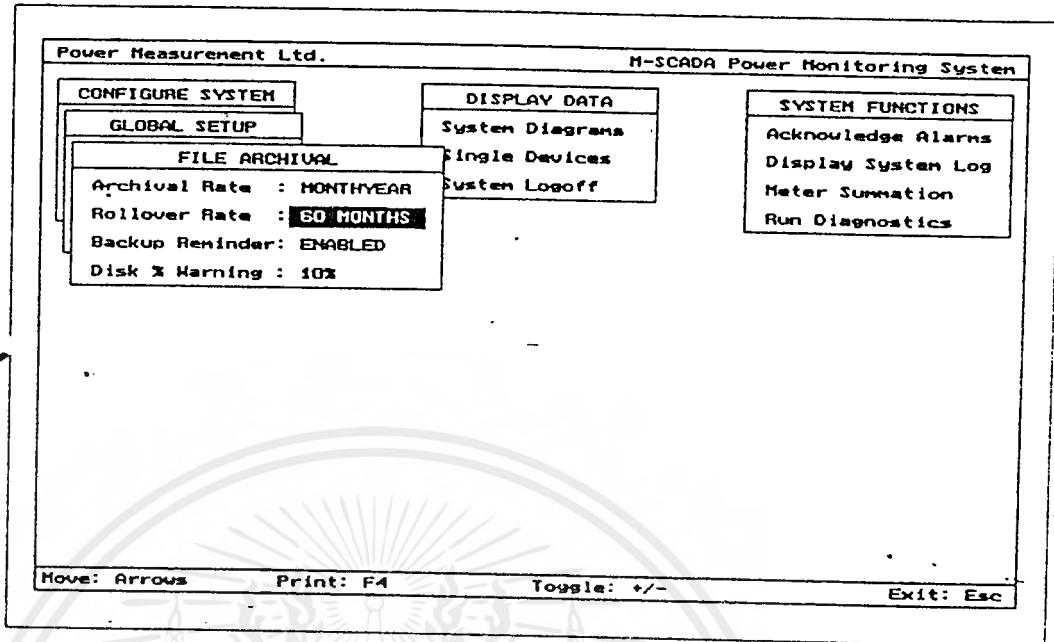 Power Measurement Ltd.
M-SCADA Power Monitoring System
CONFIGURE SYSTEM
GLOBAL SETUP
FILE ARCHIVAL
Archival Rate : MONTHYEAR
Rollover Rate : 60 MONTHS
Backup Reminder: ENABLED
Disk % Warning : 10%
DISPLAY DATA
System Diagrams
Single Devices
System Logoff
SYSTEM FUNCTIONS
Acknowledge Alarms
Display System Log
Meter Summation
Run Diagnostics
Move: Arrows Print: F4 Toggle: +/- Exit: Esc